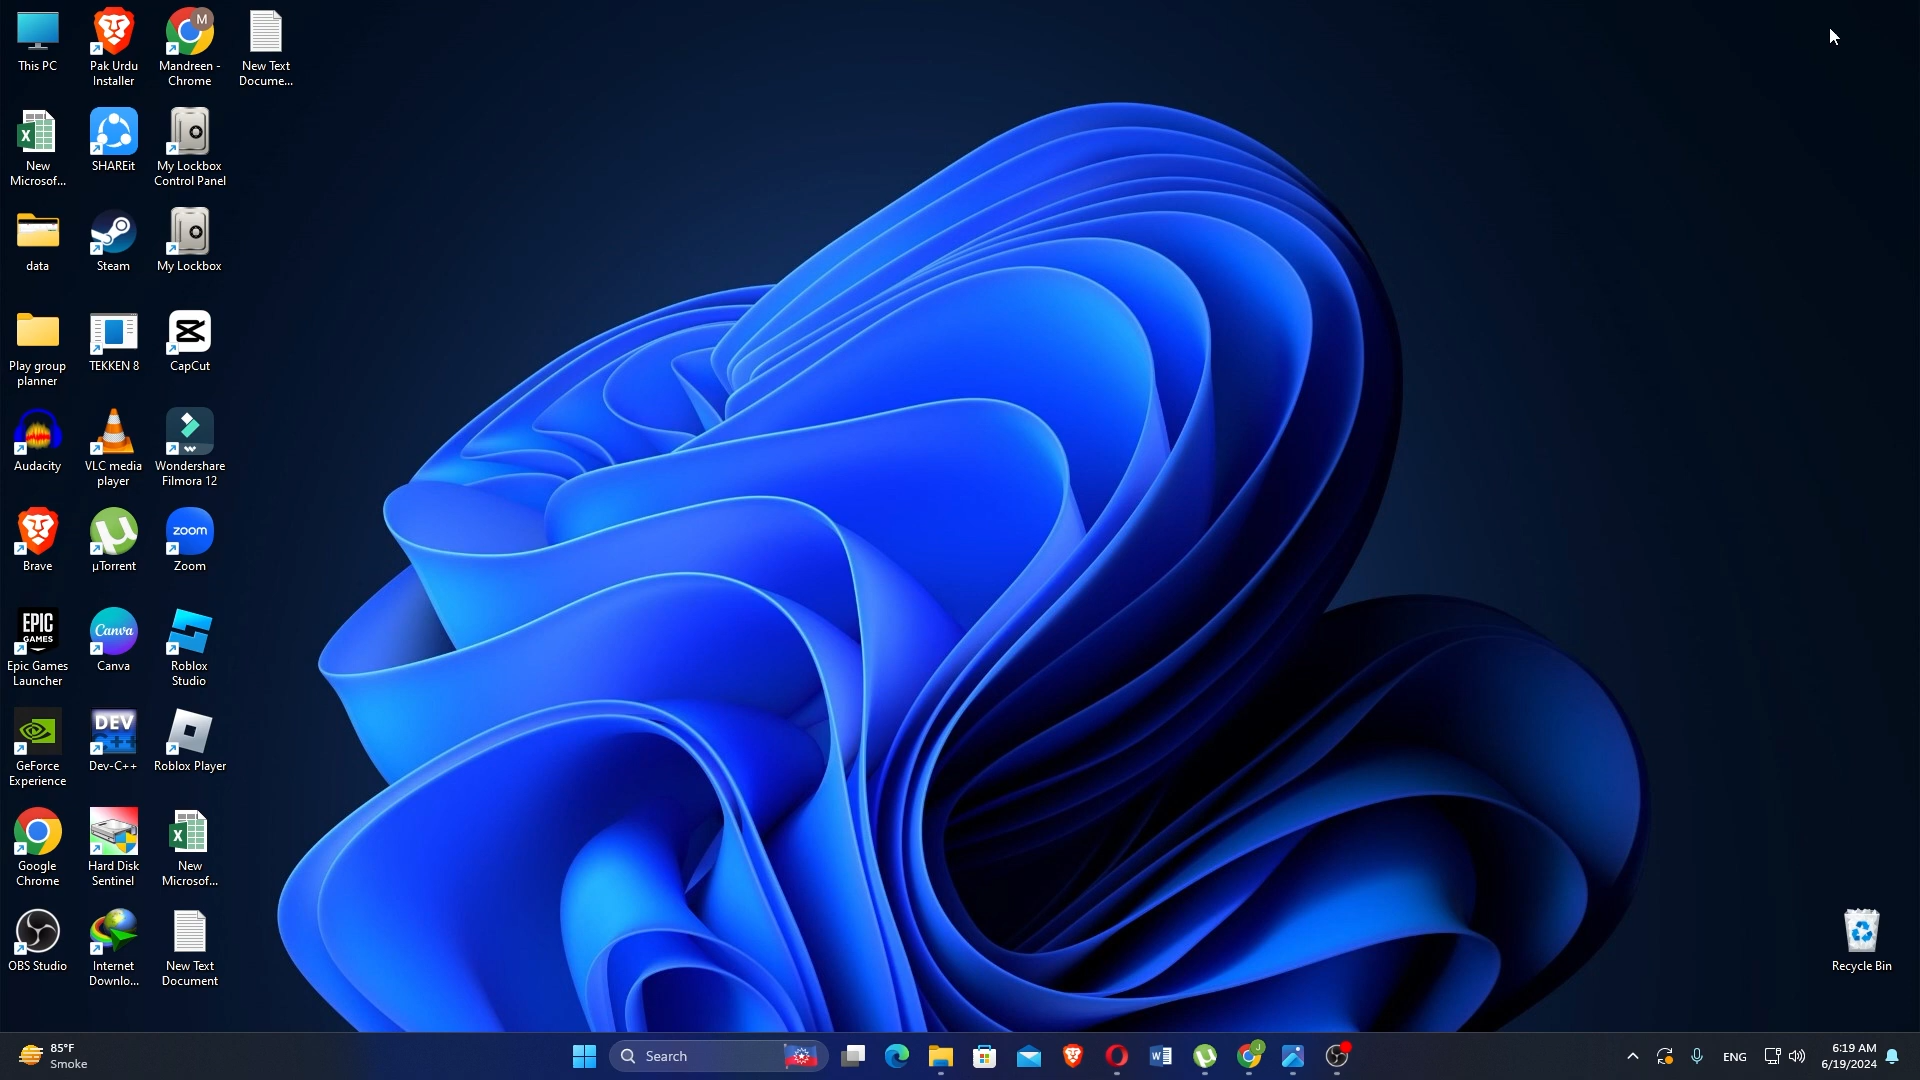 This PC
Pak Urdu
Installer
M
Mandreen -
Chrome
New Text
Docume...
New
Microsof...
SHAREit
My Lockbox
Control Panel
data
Steam
My Lockbox
Play group
planner
TEKKEN 8
CapCut
Audacity
VLC media
player
Wondershare
Filmora 12
Brave
µTorrent
zoom
Zoom
EPIC
GAMES
Epic Games
Launcher
Canva
Canva
Roblox
Studio
GeForce
Experience
DEV
C++
Dev-C++
Roblox Player
Google
Chrome
Hard Disk
Sentinel
New
Microsof...
OBS Studio
Internet
Downlo...
New Text
Document
Recycle Bin
85°F
Smoke
Search
ENG
6:19 AM
6/19/2024